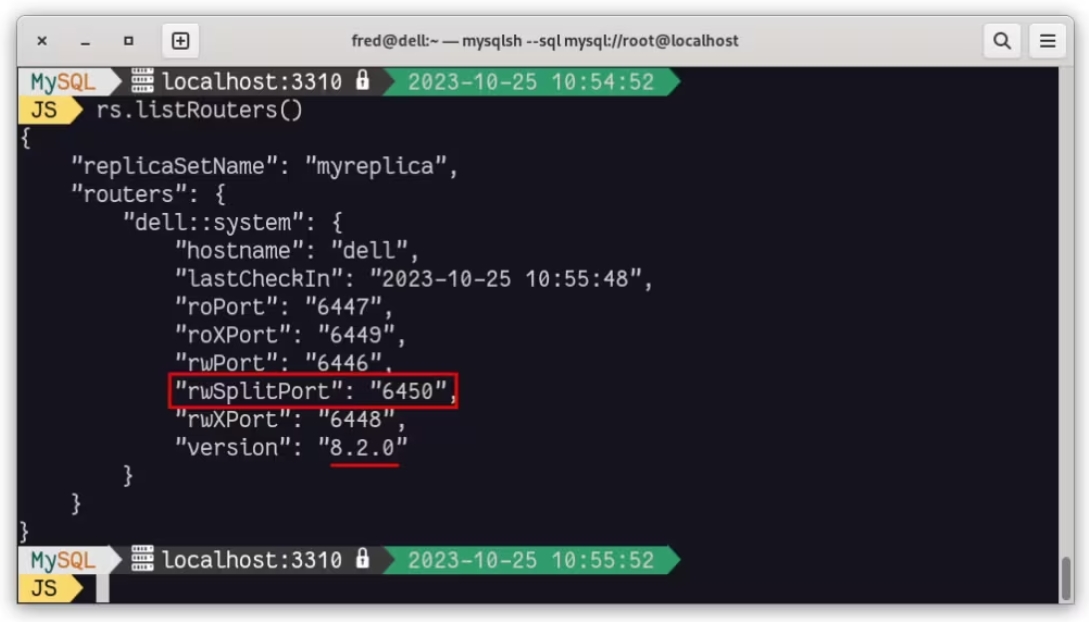 fred@dell:~ — mysqlsh --sql mysql://root@localhost
MySQL localhost:3310 2023-10-25 10:54:52
JS rs.listRouters()
{
    "replicaSetName": "myreplica",
    "routers": {
        "dell::system": {
            "hostname": "dell",
            "lastCheckIn": "2023-10-25 10:55:48",
            "roPort": "6447",
            "roXPort": "6449",
            "rwPort": "6446",
            "rwSplitPort": "6450",
            "rwXPort": "6448",
            "version": "8.2.0"
        }
    }
}
MySQL localhost:3310 2023-10-25 10:55:52
JS